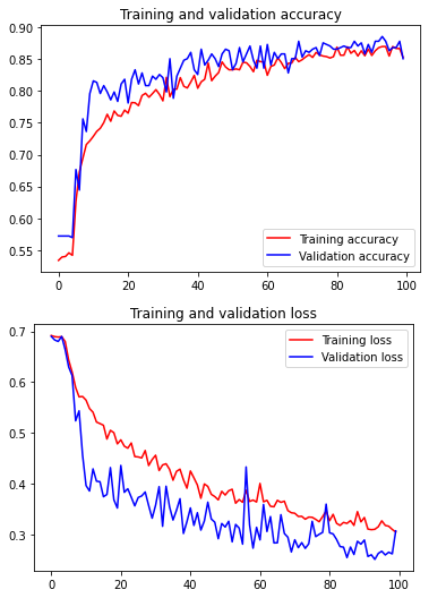 Training and validation accuracy
0.90
0.85
0.80
0.75
0.70
0.65
0.60
0.55
Training accuracy
Validation accuracy
0 20 40 60 80 100
Training and validation loss
0.7
Training loss
Validation loss
0.6
0.5
0.4
0.3
0 20 40 60 80 100